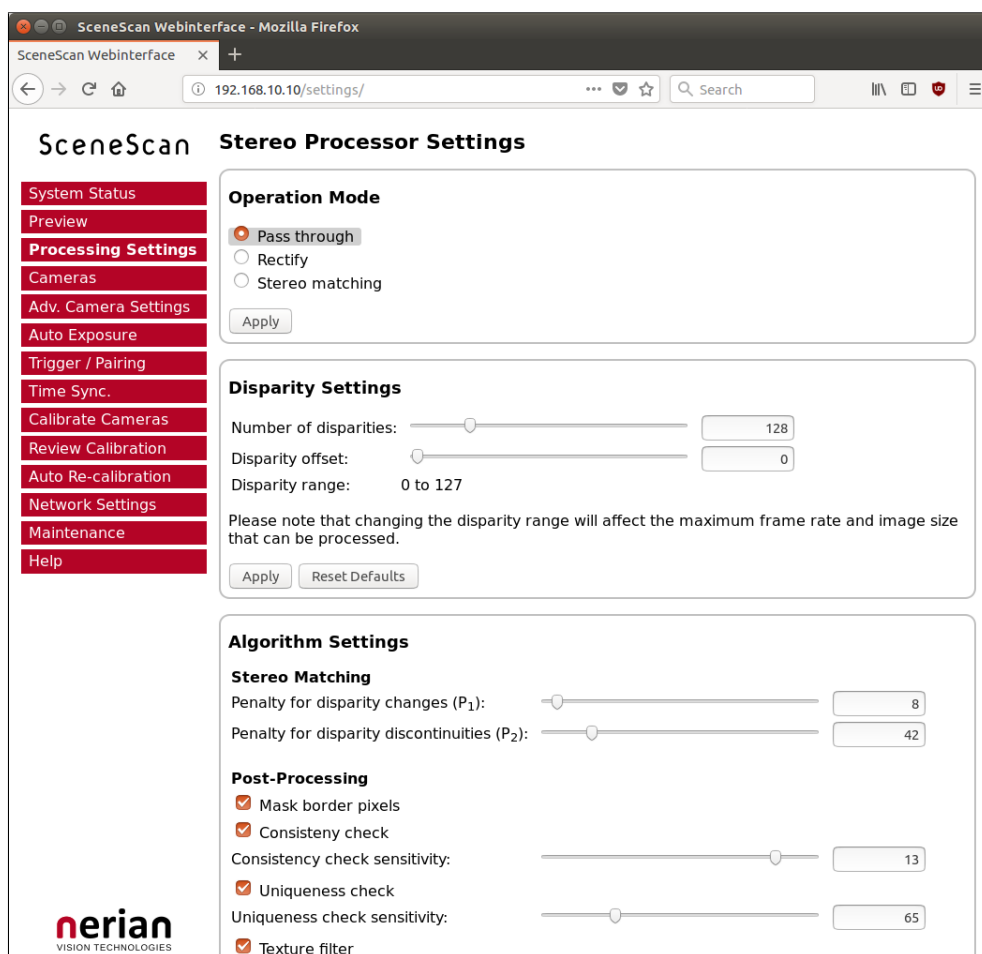 SceneScan Webinterface - Mozilla Firefox
SceneScan Webinterface
192.168.10.10/settings/
Search
SceneScan
System Status
Preview
Processing Settings
Cameras
Adv. Camera Settings
Auto Exposure
Trigger / Pairing
Time Sync.
Calibrate Cameras
Review Calibration
Auto Re-calibration
Network Settings
Maintenance
Help
nerian
VISION TECHNOLOGIES
Stereo Processor Settings
Operation Mode
Pass through
Rectify
Stereo matching
Apply
Disparity Settings
Number of disparities: 128
Disparity offset: 0
Disparity range: 0 to 127
Please note that changing the disparity range will affect the maximum frame rate and image size
that can be processed.
Apply Reset Defaults
Algorithm Settings
Stereo Matching
Penalty for disparity changes (P1): 8
Penalty for disparity discontinuities (P2): 42
Post-Processing
Mask border pixels
Consisteny check
Consistency check sensitivity: 13
Uniqueness check
Uniqueness check sensitivity: 65
Texture filter